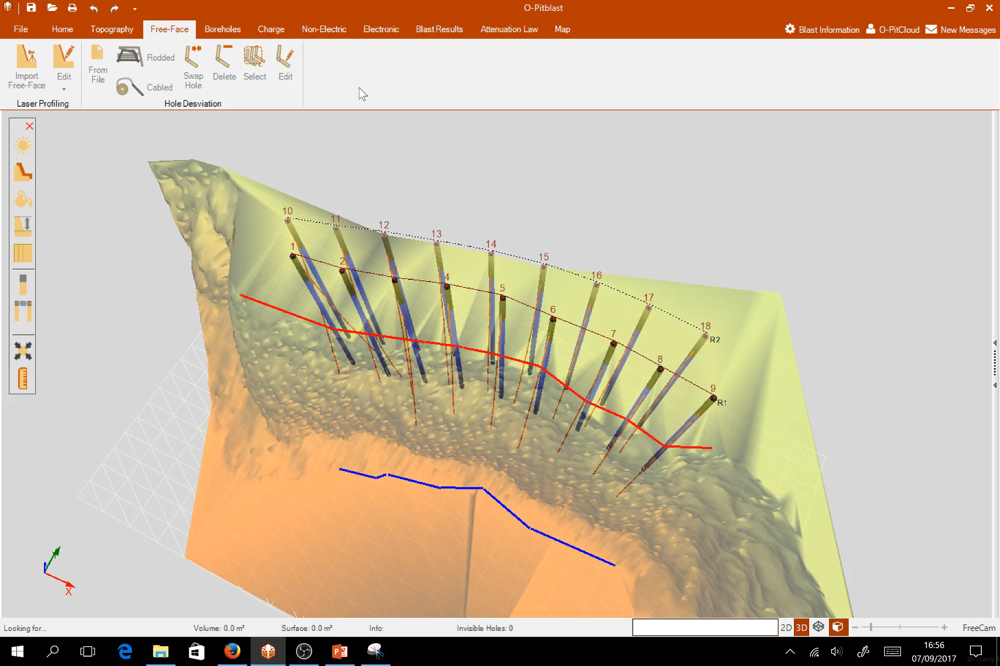 O-Pitblast
File Home Topography Free-Face Boreholes Charge Non-Electric Electronic Blast Results Attenuation Law Map Blast Information O-PitCloud New Messages
Import Free-Face
Edit
From File
Rodded
Cabled
Swap Hole
Delete
Select
Edit
Laser Profiling
Hole Desviation
10
11
12
13
14
15
16
17
18
R2
1
2
3
4
5
6
7
8
9
R1
X
Looking for... Volume: 0.0 m³ Surface: 0.0 m² Info: Invisible Holes: 0 2D 3D FreeCam
16:56
07/09/2017